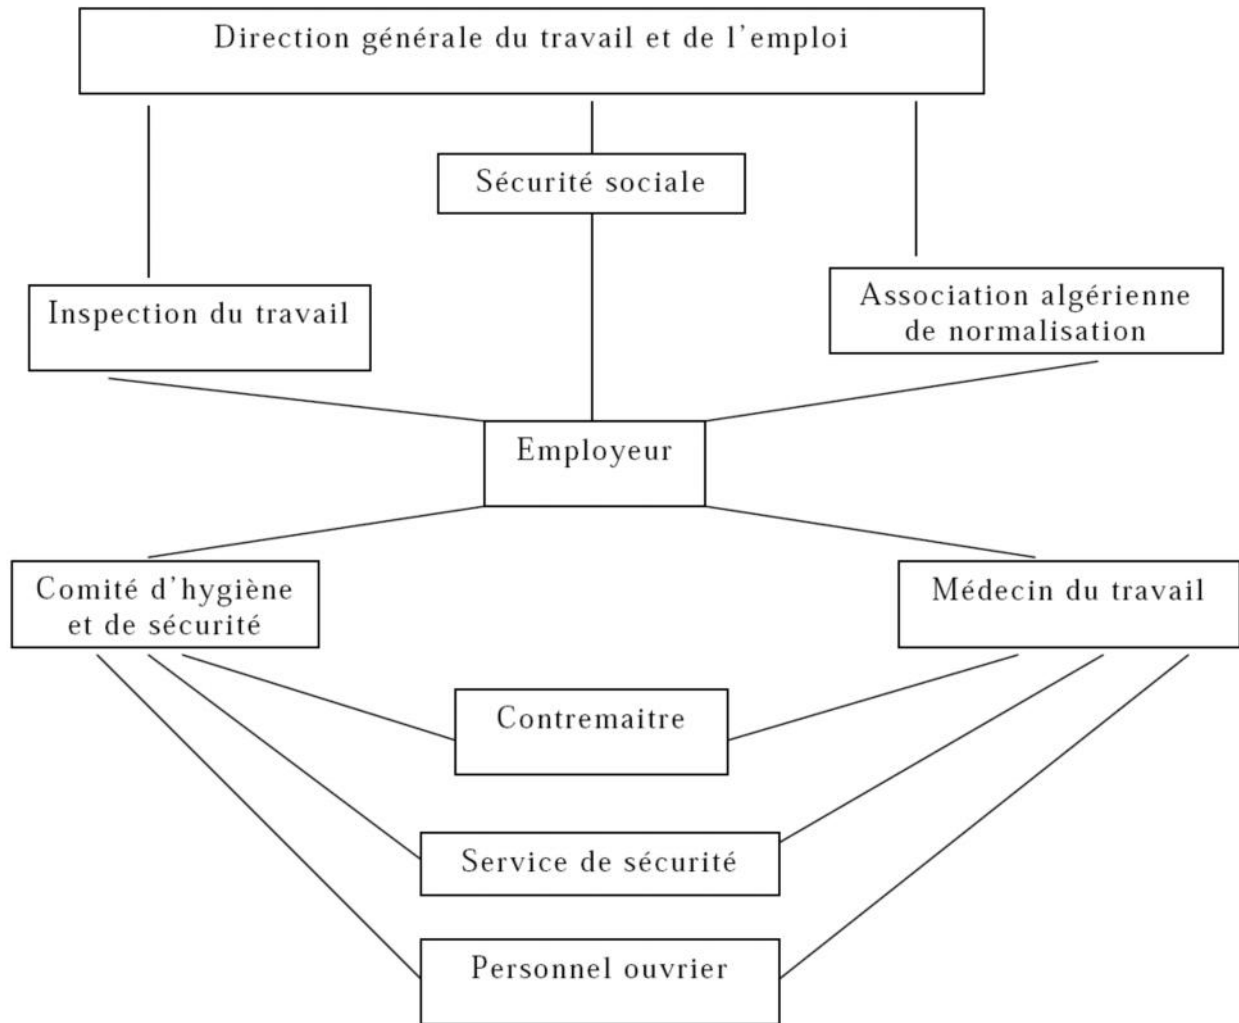 Direction générale du travail et de l'emploi
Sécurité sociale
Inspection du travail
Association algérienne
de normalisation
Employeur
Comité d'hygiène
et de sécurité
Médecin du travail
Contremaitre
Service de sécurité
Personnel ouvrier